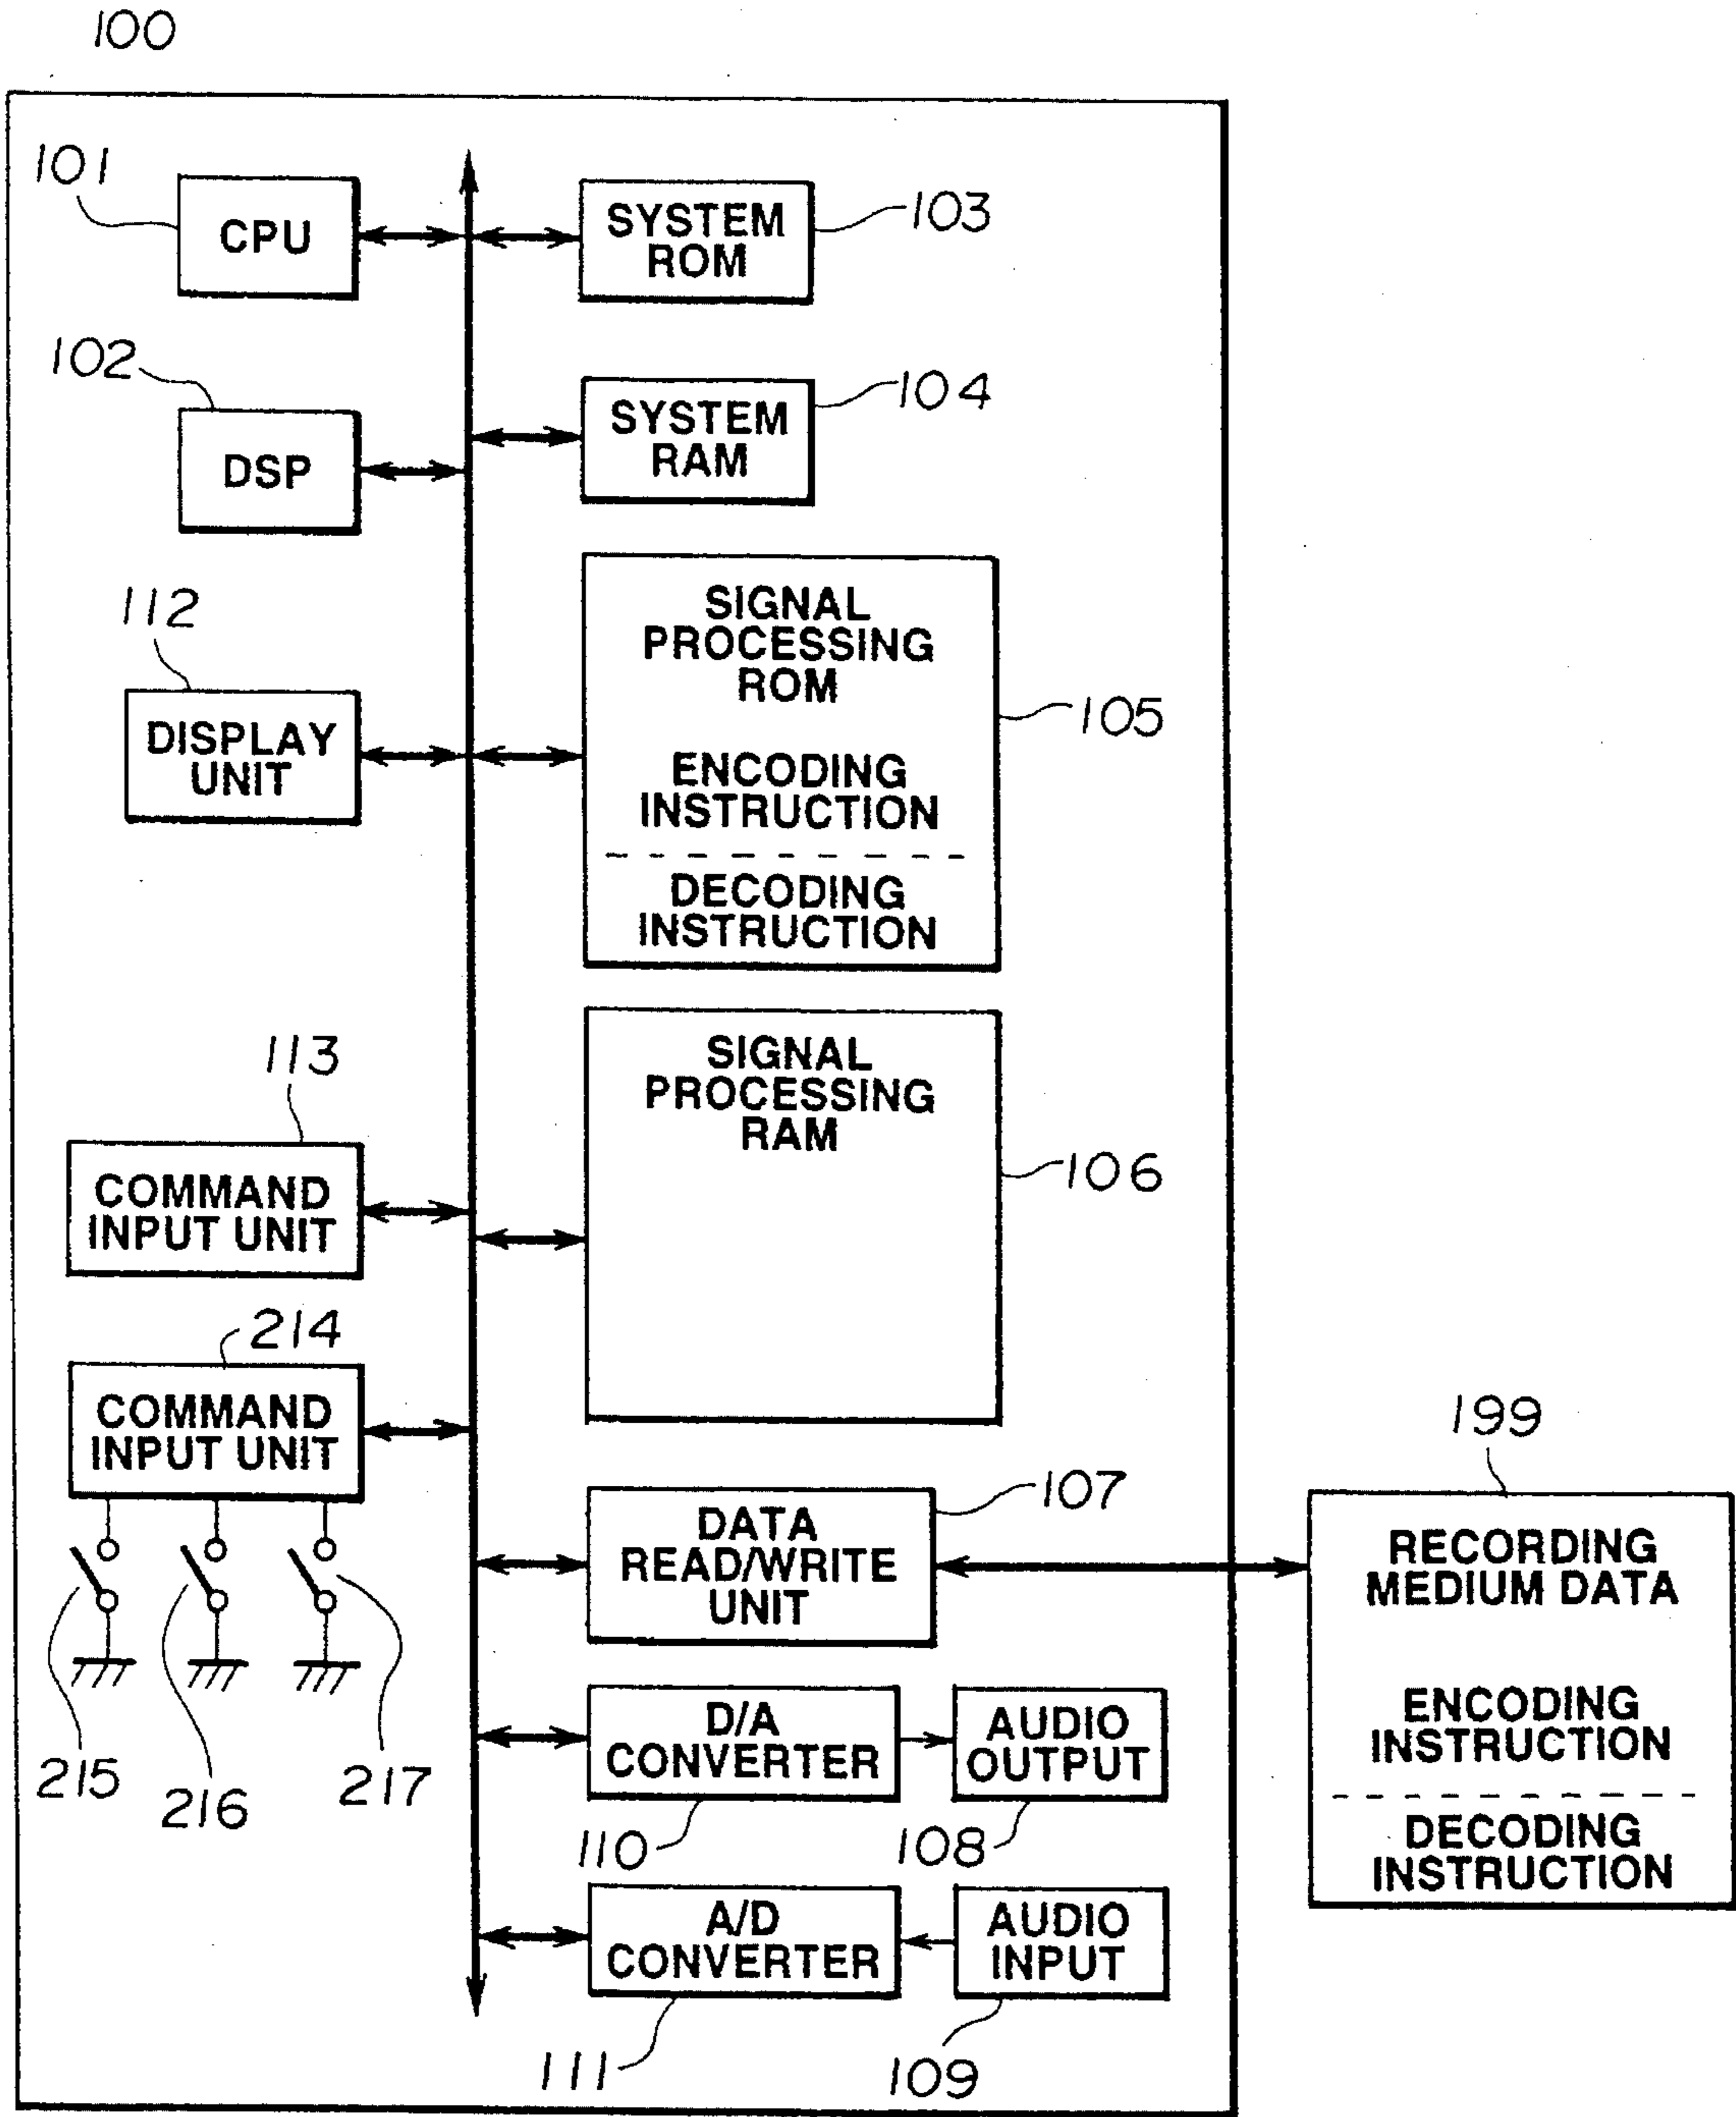 100
101
CPU
SYSTEM
ROM
103
102
DSP
SYSTEM
RAM
104
112
DISPLAY
UNIT
SIGNAL
PROCESSING
ROM
ENCODING
INSTRUCTION
DECODING
INSTRUCTION
105
113
COMMAND
INPUT UNIT
SIGNAL
PROCESSING
RAM
106
214
COMMAND
INPUT UNIT
215
216
217
DATA
READ/WRITE
UNIT
107
199
RECORDING
MEDIUM DATA
ENCODING
INSTRUCTION
DECODING
INSTRUCTION
D/A
CONVERTER
110
AUDIO
OUTPUT
108
A/D
CONVERTER
111
AUDIO
INPUT
109